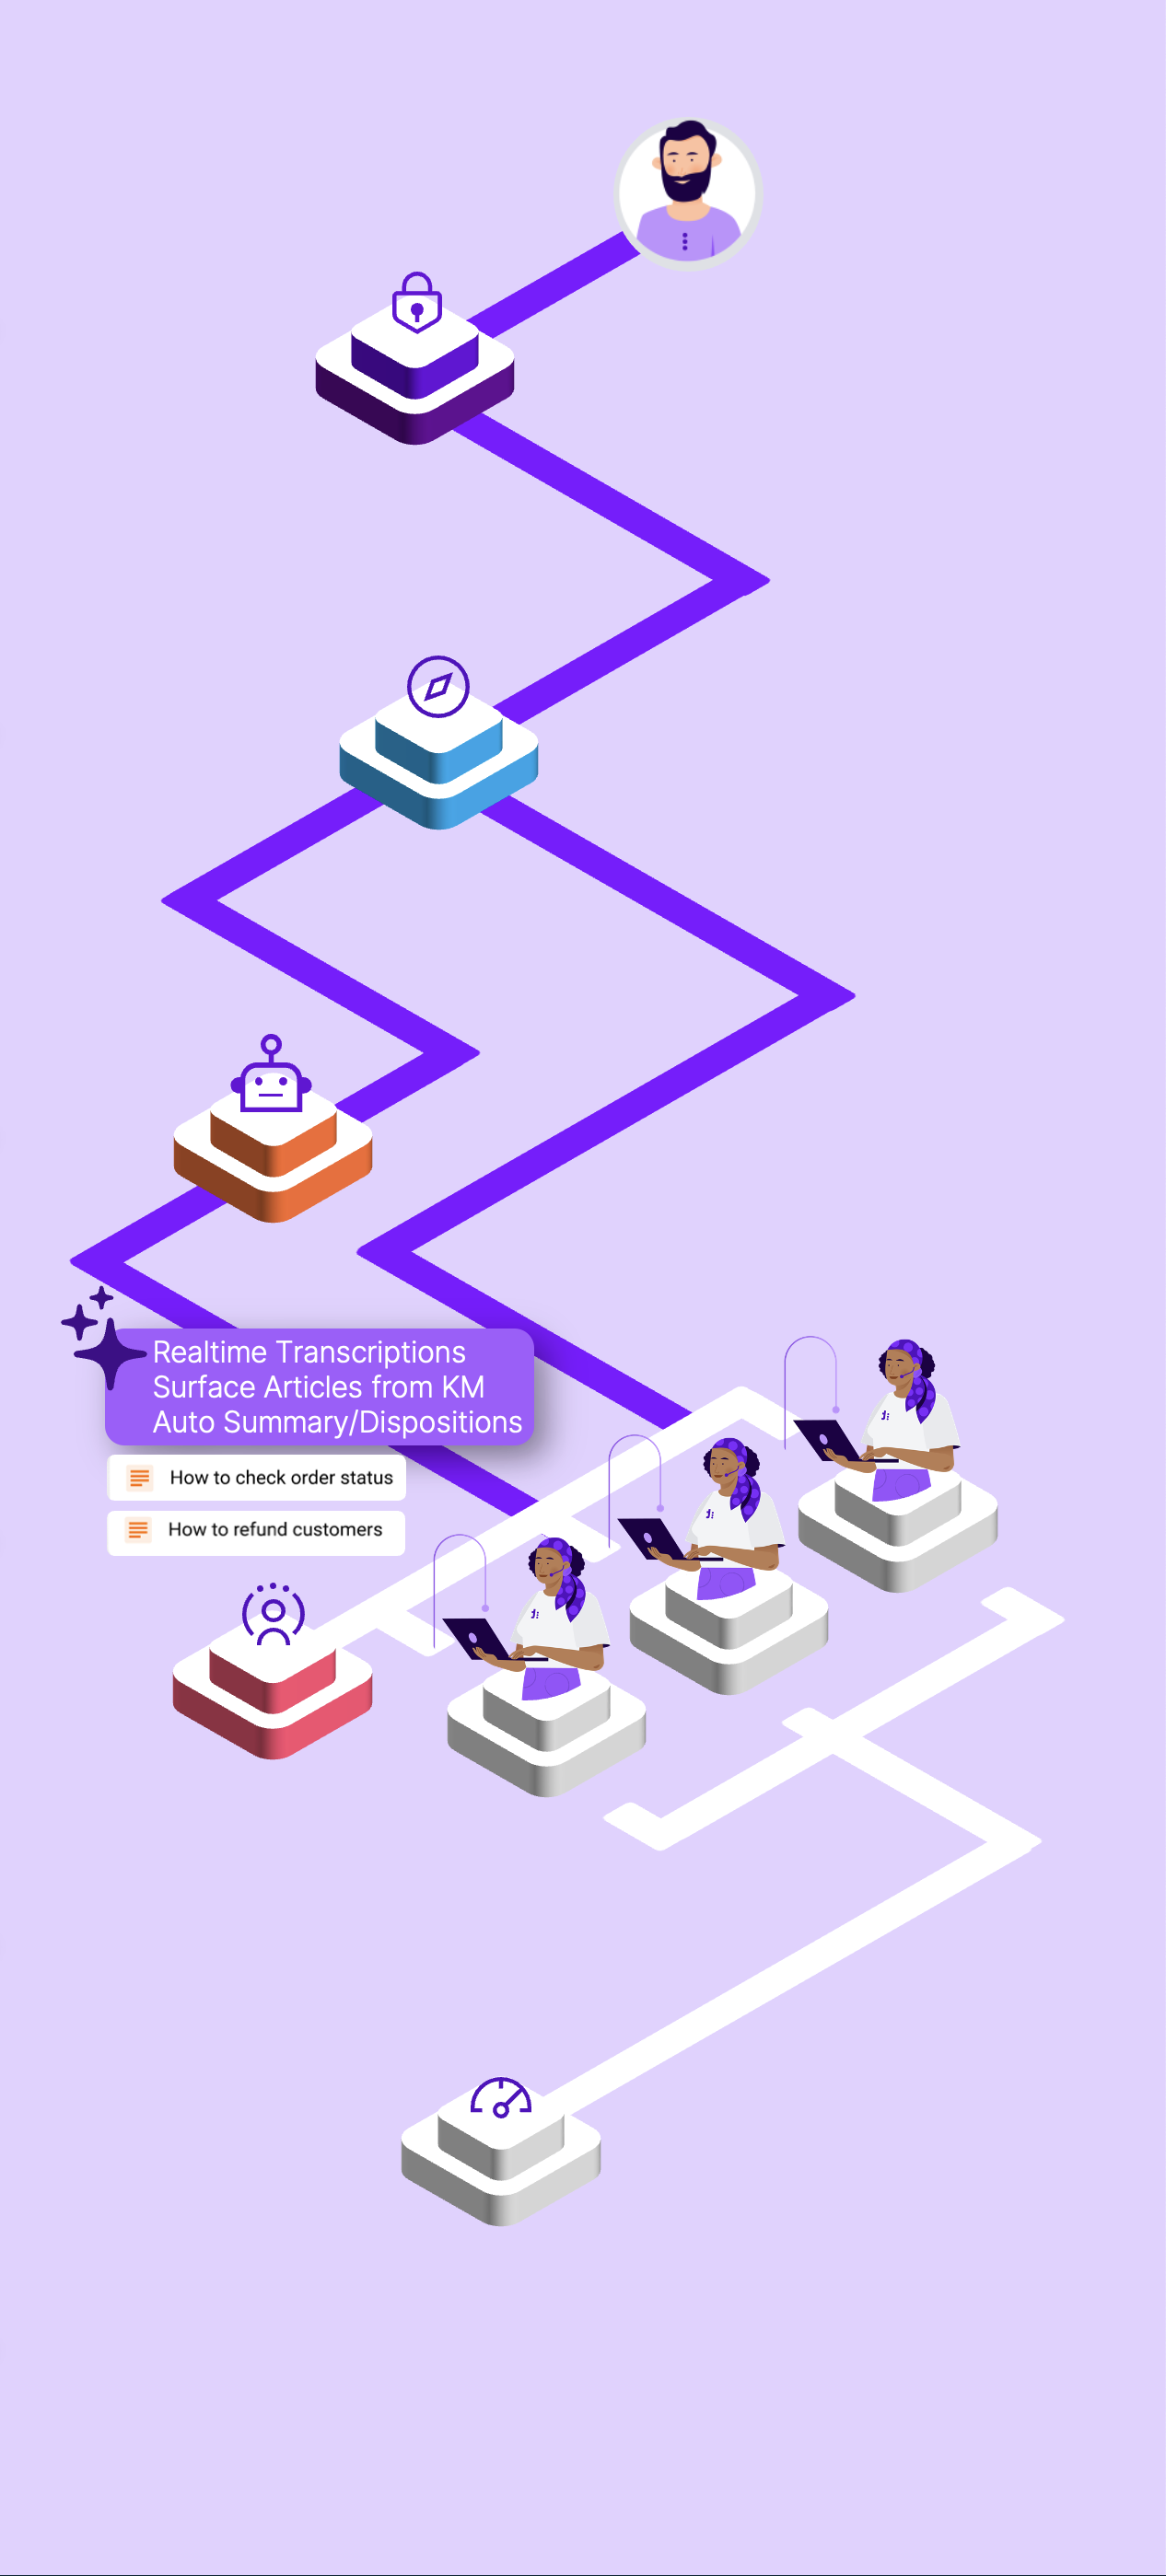 Realtime Transcriptions
Surface Articles from KM
Auto Summary/Dispositions
How to check order status
How to refund customers